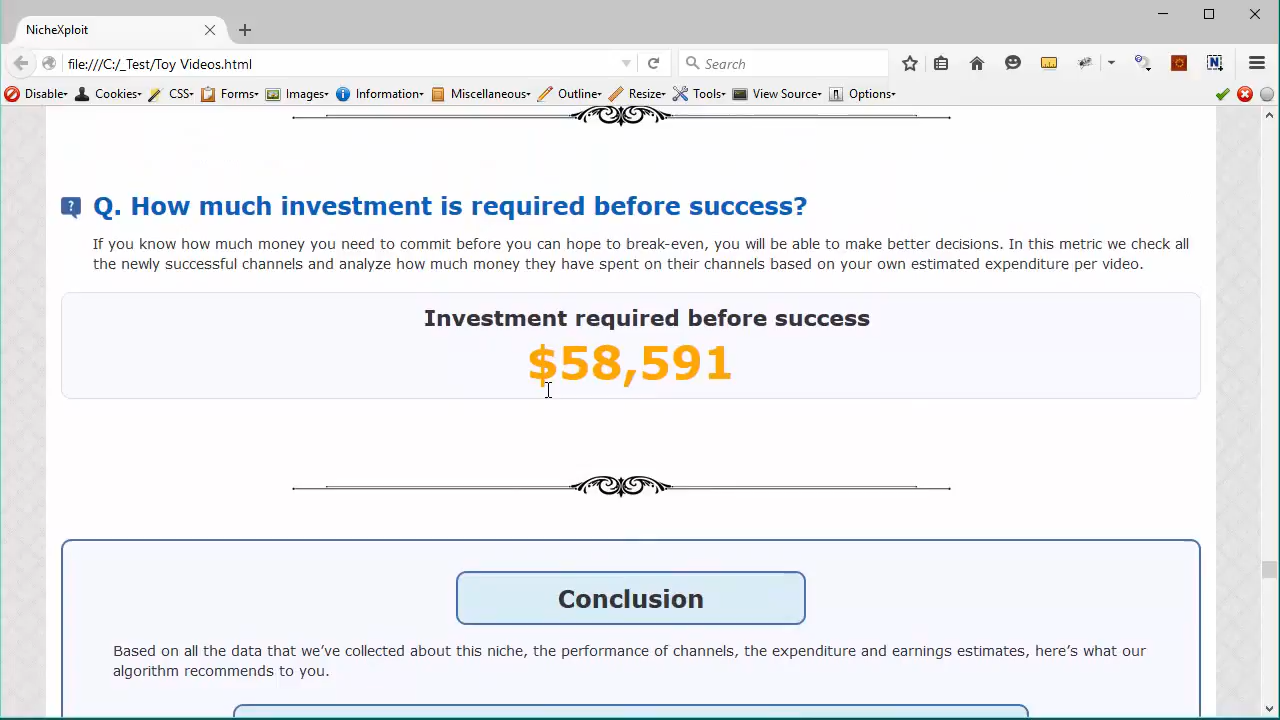 NicheXploit
file:///C:/_Test/Toy Videos.html
Search
Disable Cookies CSS Forms Images Information Miscellaneous Outline Resize Tools View Source Options
Q. How much investment is required before success?
If you know how much money you need to commit before you can hope to break-even, you will be able to make better decisions. In this metric we check all
the newly successful channels and analyze how much money they have spent on their channels based on your own estimated expenditure per video.
Investment required before success
$58,591
Conclusion
Based on all the data that we’ve collected about this niche, the performance of channels, the expenditure and earnings estimates, here’s what our
algorithm recommends to you.